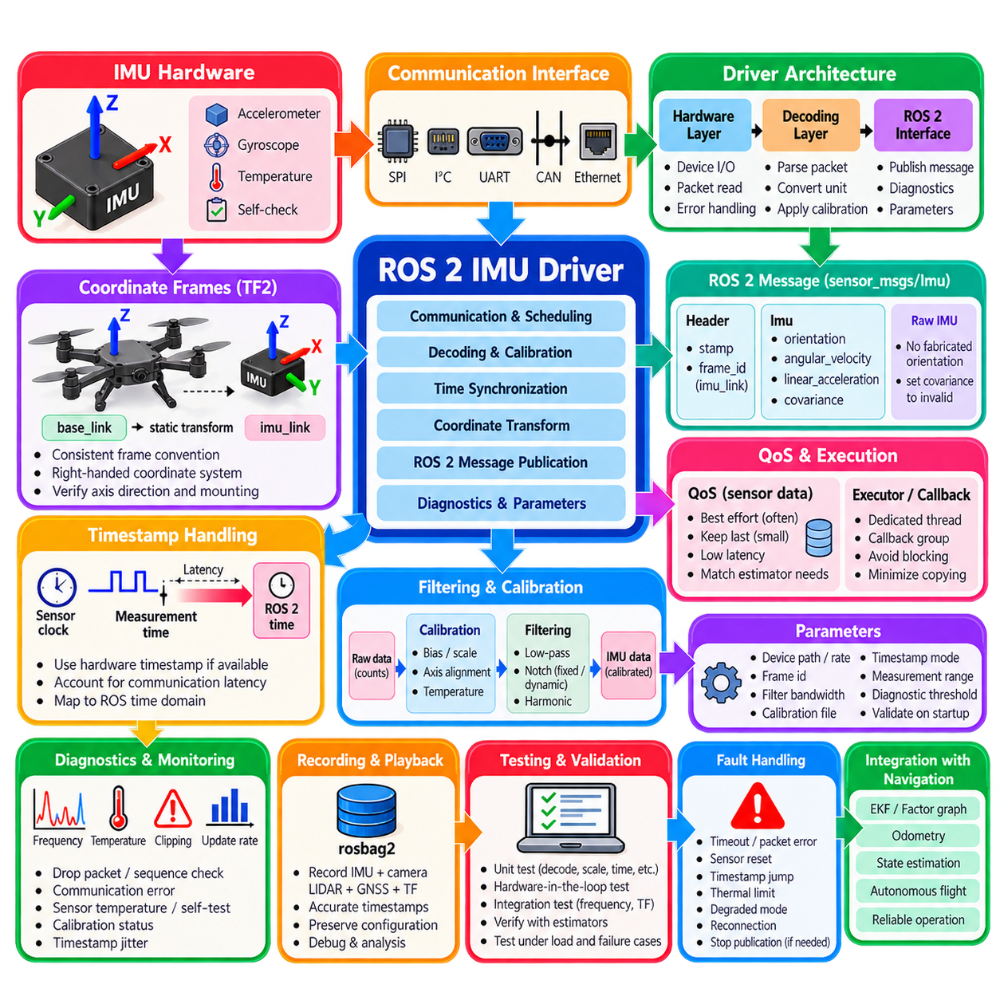 IMU Hardware
Z
X
Y
IMU
Accelerometer
Gyroscope
Temperature
Self-check
Communication Interface
SPI
I²C
UART
CAN
Ethernet
Driver Architecture
Hardware
Layer
Decoding
Layer
ROS 2
Interface
• Device I/O
• Packet read
• Error handling
• Parse packet
• Convert unit
• Apply calibration
• Publish message
• Diagnostics
• Parameters
Coordinate Frames (TF2)
Z
Z
X
Y
IMU
base_link
static transform
imu_link
• Consistent frame convention
• Right-handed coordinate system
• Verify axis direction and mounting
ROS 2 IMU Driver
Communication & Scheduling
Decoding & Calibration
Time Synchronization
Coordinate Transform
ROS 2 Message Publication
Diagnostics & Parameters
ROS 2 Message (sensor_msgs/Imu)
Header
• stamp
• frame_id
(imu_link)
Imu
• orientation
• angular_velocity
• linear_acceleration
• covariance
Raw IMU
• No fabricated
orientation
• set covariance
to invalid
QoS & Execution
QoS (sensor data)
• Best effort (often)
• Keep last (small)
• Low latency
• Match estimator needs
Executor / Callback
• Dedicated thread
• Callback group
• Avoid blocking
• Minimize copying
Timestamp Handling
Sensor
clock
Measurement
time
Latency
ROS 2
time
• Use hardware timestamp if available
• Account for communication latency
• Map to ROS time domain
Filtering & Calibration
Raw data
(counts)
Calibration
• Bias / scale
• Axis alignment
• Temperature
Filtering
• Low-pass
• Notch (fixed /
dynamic)
• Harmonic
IMU data
(calibrated)
Parameters
• Device path / rate
• Frame id
• Filter bandwidth
• Calibration file
• Timestamp mode
• Measurement range
• Diagnostic threshold
• Validate on startup
Diagnostics & Monitoring
Frequency
Temperature
Clipping
Update rate
• Drop packet / sequence check
• Communication error
• Sensor temperature / self-test
• Calibration status
• Timestamp jitter
Recording & Playback
rosbag2
• Record IMU + camera
LIDAR + GNSS + TF
• Accurate timestamps
• Preserve configuration
• Debug & analysis
Testing & Validation
• Unit test (decode, scale, time, etc.)
• Hardware-in-the-loop test
• Integration test (frequency, TF)
• Verify with estimators
• Test under load and failure cases
Fault Handling
• Timeout / packet error
• Sensor reset
• Timestamp jump
• Thermal limit
• Degraded mode
• Reconnection
• Stop publication (if needed)
Integration with
Navigation
EKF / Factor graph
Odometry
State estimation
Autonomous flight
Reliable operation